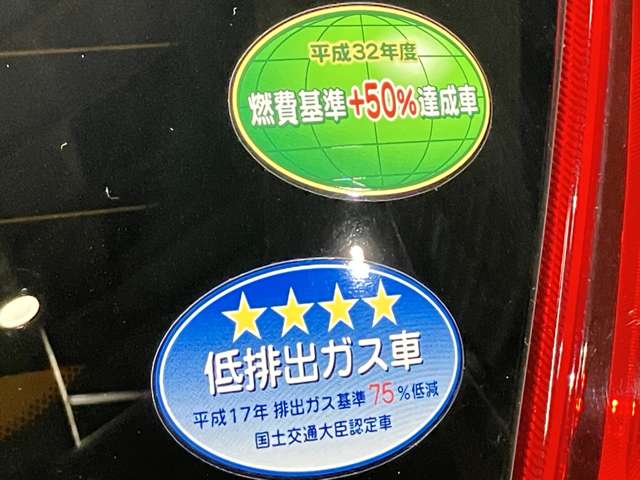 平成32年度
燃費基準+50%達成車
低排出ガス車
平成17年 排出ガス基準75%低減
国土交通大臣認定車